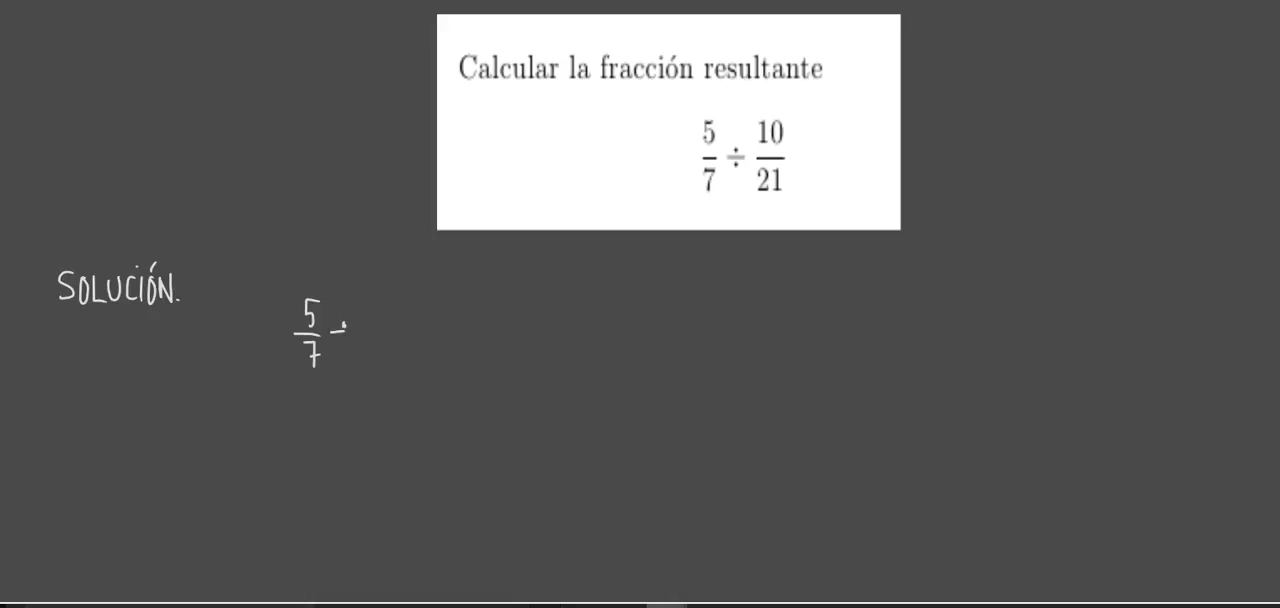 Calcular la fracción resultante
5/7 ÷ 10/21
SOLUCIÓN.
5/7 ÷